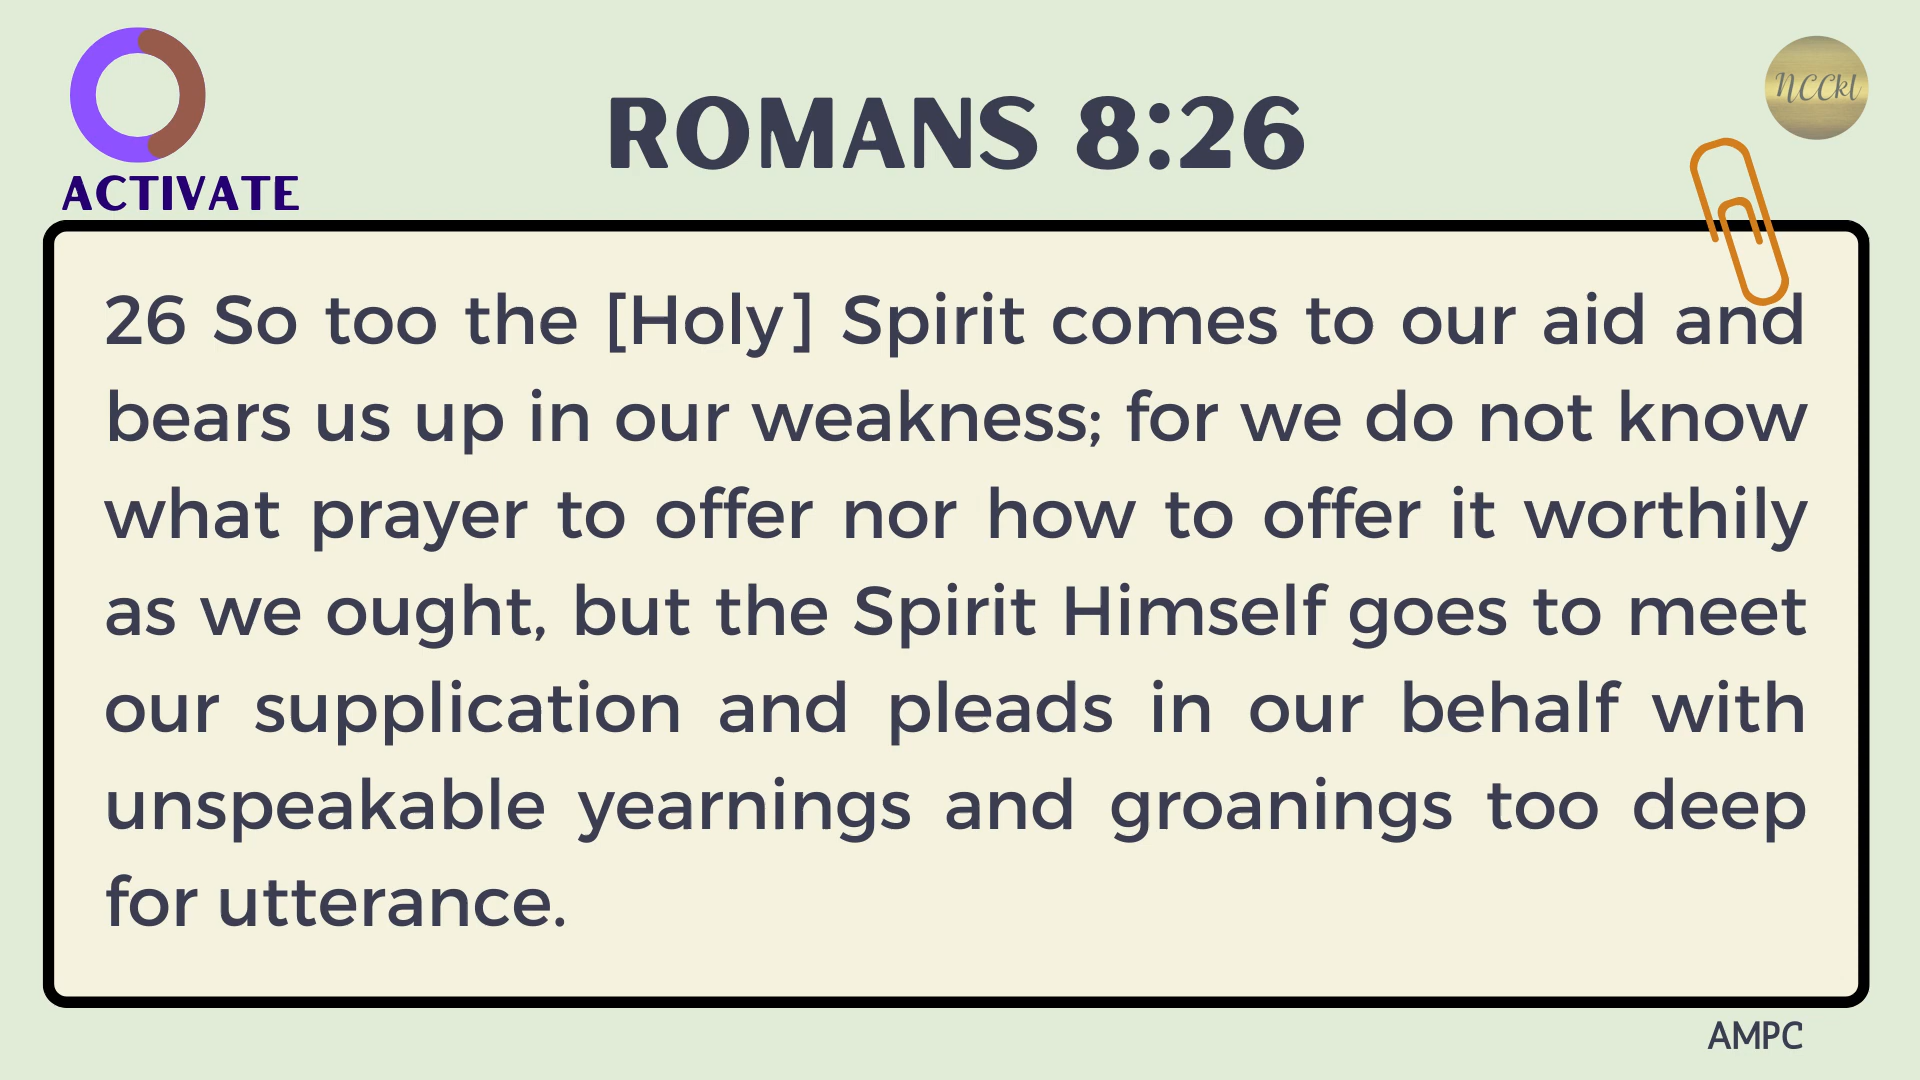 ACTIVATE
ROMANS 8:26
NCCkl
26 So too the [Holy] Spirit comes to our aid and
bears us up in our weakness; for we do not know
what prayer to offer nor how to offer it worthily
as we ought, but the Spirit Himself goes to meet
our supplication and pleads in our behalf with
unspeakable yearnings and groanings too deep
for utterance.
AMPC